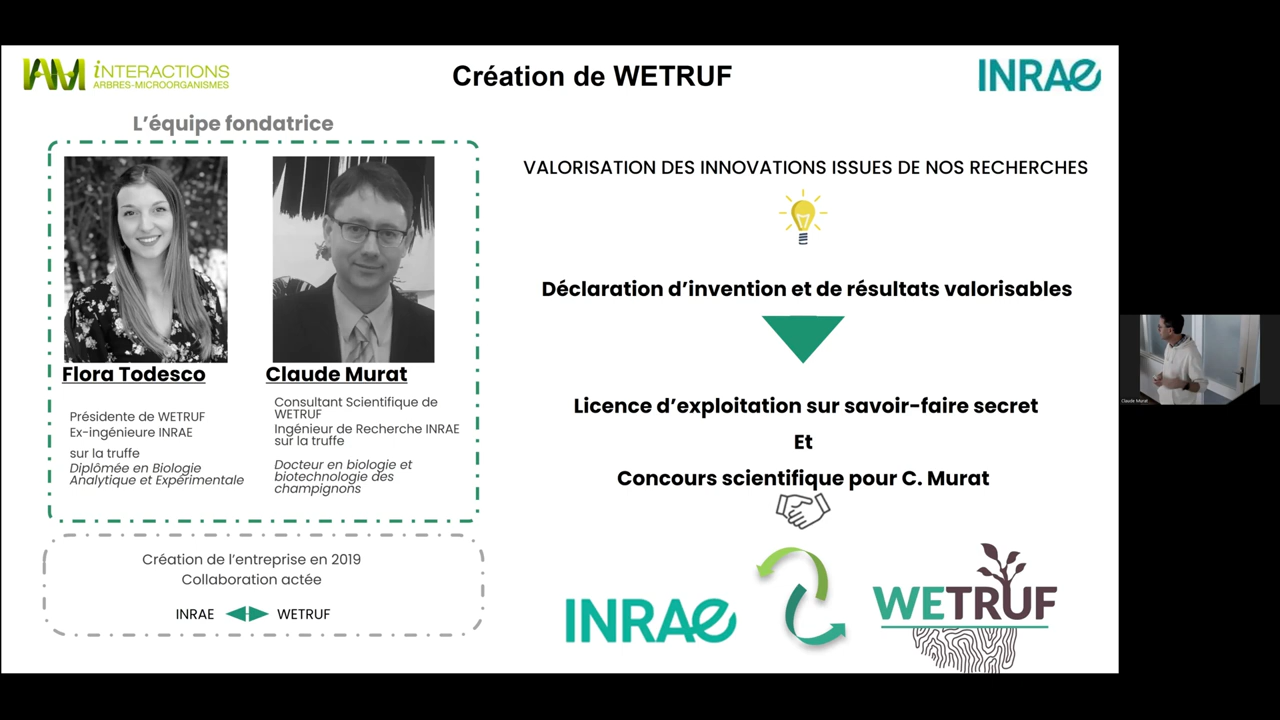 IAM iNTERACTIONS
ARBRES-MICROORGANISMES
Création de WETRUF
INRAE
L’équipe fondatrice
Flora Todesco
Présidente de WETRUF
Ex-ingénieure INRAE
sur la truffe
Diplômée en Biologie
Analytique et Expérimentale
Claude Murat
Consultant Scientifique de
WETRUF
Ingénieur de Recherche INRAE
sur la truffe
Docteur en biologie et
biotechnologie des
champignons
Création de l’entreprise en 2019
Collaboration actée
INRAE WETRUF
VALORISATION DES INNOVATIONS ISSUES DE NOS RECHERCHES
Déclaration d’invention et de résultats valorisables
Licence d’exploitation sur savoir-faire secret
Et
Concours scientifique pour C. Murat
INRAE
WETRUF
Claude Murat